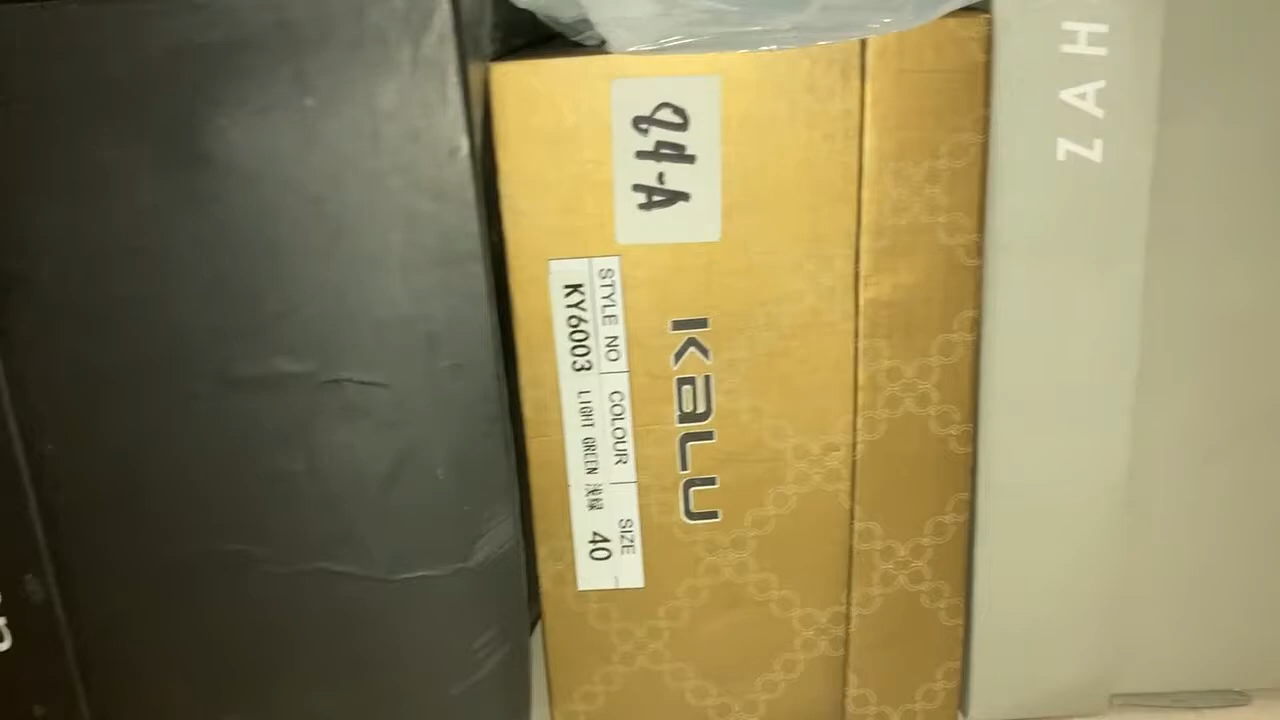 94-A
KALU
STYLE NO COLOUR SIZE
KY6003 LIGHT GREEN 浅绿 40
ZAH